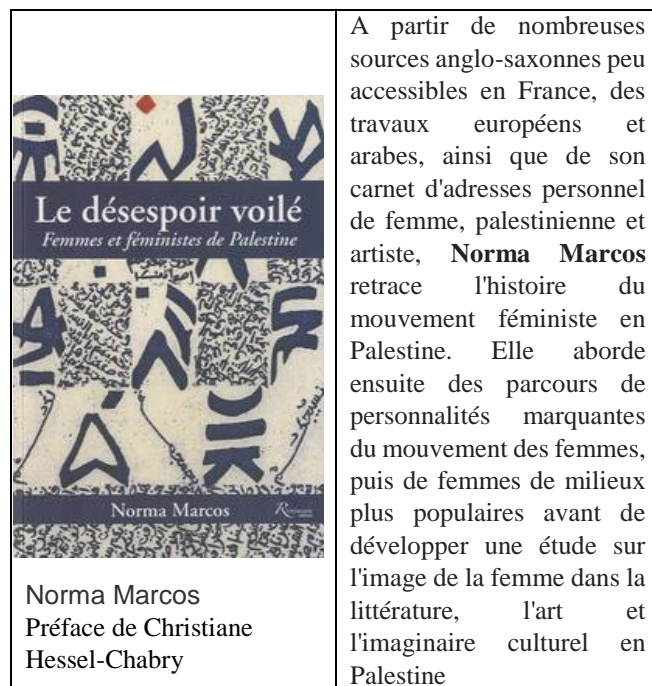 Le désespoir voilé
Femmes et féministes de Palestine
Norma Marcos
Norma Marcos
Préface de Christiane
Hessel-Chabry
A partir de nombreuses
sources anglo-saxonnes peu
accessibles en France, des
travaux européens et
arabes, ainsi que de son
carnet d'adresses personnel
de femme, palestinienne et
artiste, Norma Marcos
retrace l'histoire du
mouvement féministe en
Palestine. Elle aborde
ensuite des parcours de
personnalités marquantes
du mouvement des femmes,
puis de femmes de milieux
plus populaires avant de
développer une étude sur
l'image de la femme dans la
littérature, l'art et
l'imaginaire culturel en
Palestine